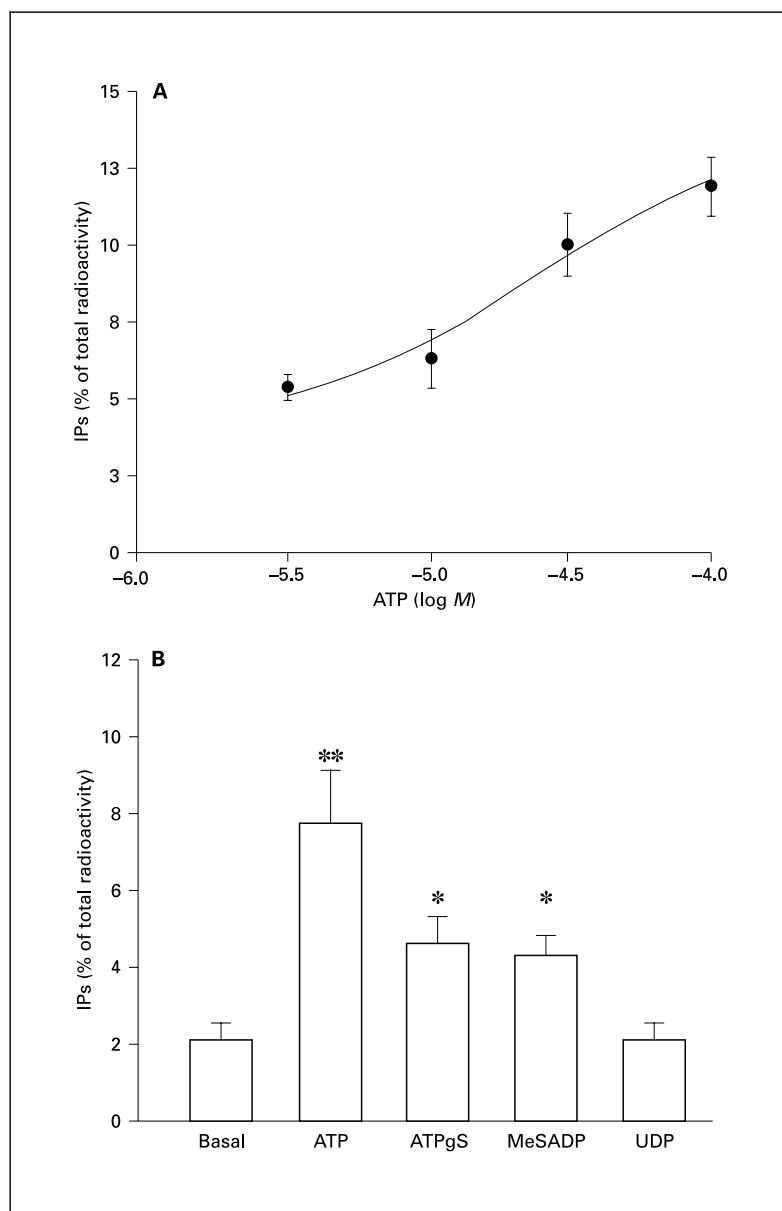 A
15
13
10
8
5
3
0
IPs (% of total radioactivity)
–6.0 –5.5 –5.0 –4.5 –4.0
ATP (log M)
B
12
10
8
6
4
2
0
IPs (% of total radioactivity)
**
* *
Basal ATP ATPgS MeSADP UDP